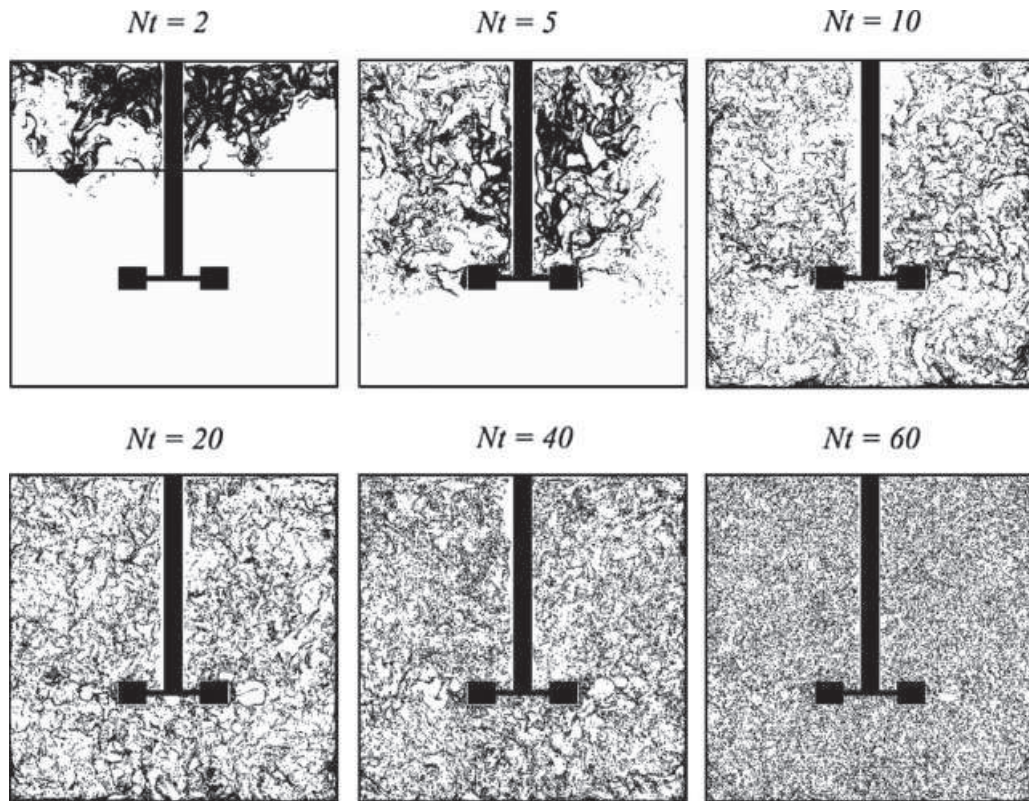 Nt = 2
Nt = 5
Nt = 10
Nt = 20
Nt = 40
Nt = 60